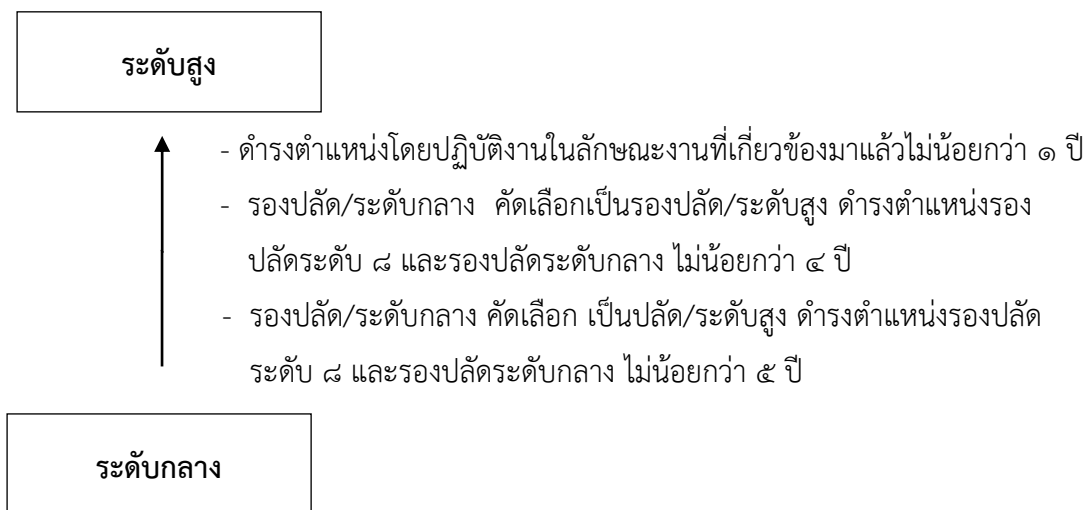 ระดับสูง
- ดำรงตำแหน่งโดยปฏิบัติงานในลักษณะงานที่เกี่ยวข้องมาแล้วไม่น้อยกว่า ๑ ปี
- รองปลัด/ระดับกลาง คัดเลือกเป็นรองปลัด/ระดับสูง ดำรงตำแหน่งรอง
ปลัดระดับ ๘ และรองปลัดระดับกลาง ไม่น้อยกว่า ๔ ปี
- รองปลัด/ระดับกลาง คัดเลือก เป็นปลัด/ระดับสูง ดำรงตำแหน่งรองปลัด
ระดับ ๘ และรองปลัดระดับกลาง ไม่น้อยกว่า ๕ ปี
ระดับกลาง